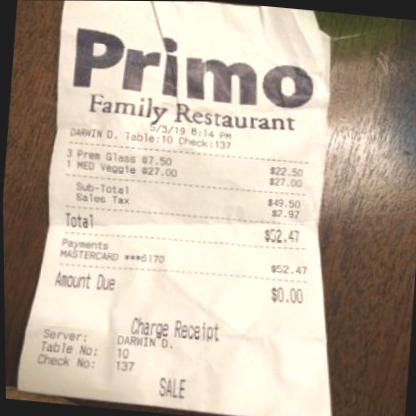 Primo
Family Restaurant
5/3/19 8:14 PM
DARWIN D. Table:10 Check:137
3 Prem Glass @7.50 $22.50
1 MED Veggie @27.00 $27.00
Sub-Total $49.50
Sales Tax $2.97
Total $52.47
Payments
MASTERCARD ***6170 $52.47
Amount Due $0.00
Charge Receipt
Server: DARWIN D.
Table No: 10
Check No: 137
SALE